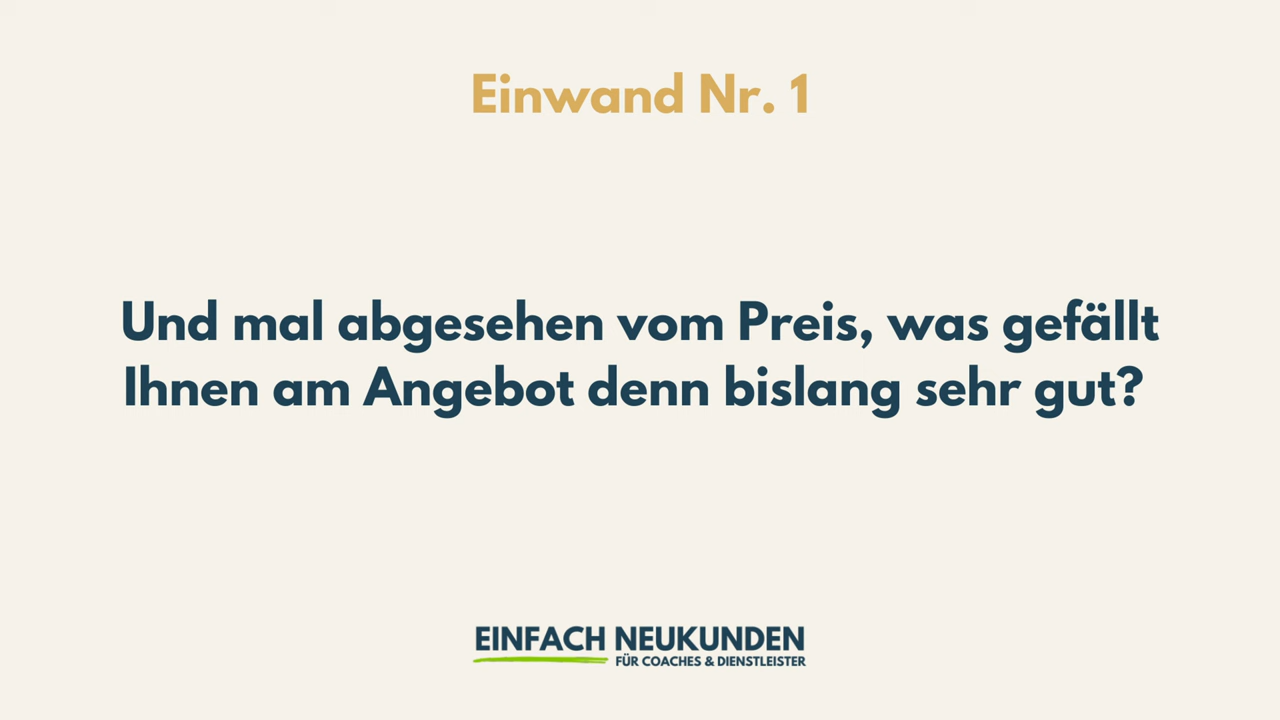 Einwand Nr. 1
Und mal abgesehen vom Preis, was gefällt
Ihnen am Angebot denn bislang sehr gut?
EINFACH NEUKUNDEN
FÜR COACHES & DIENSTLEISTER